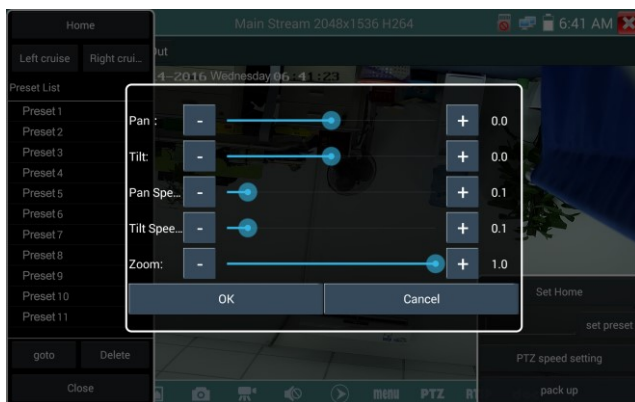 Home
Main Stream 2048x1536 H264
6:41 AM
Left cruise
Right crui...
4-2016 Wednesday 06:41:23
Preset List
Preset 1
Preset 2
Preset 3
Preset 4
Preset 5
Preset 6
Preset 7
Preset 8
Preset 9
Preset 10
Preset 11
Pan :
-
+
0.0
Tilt:
-
+
0.0
Pan Spe...
-
+
0.1
Tilt Spee...
-
+
0.1
Zoom:
-
+
1.0
OK
Cancel
Set Home
set preset
goto
Delete
PTZ speed setting
Close
menu
PTZ
pack up